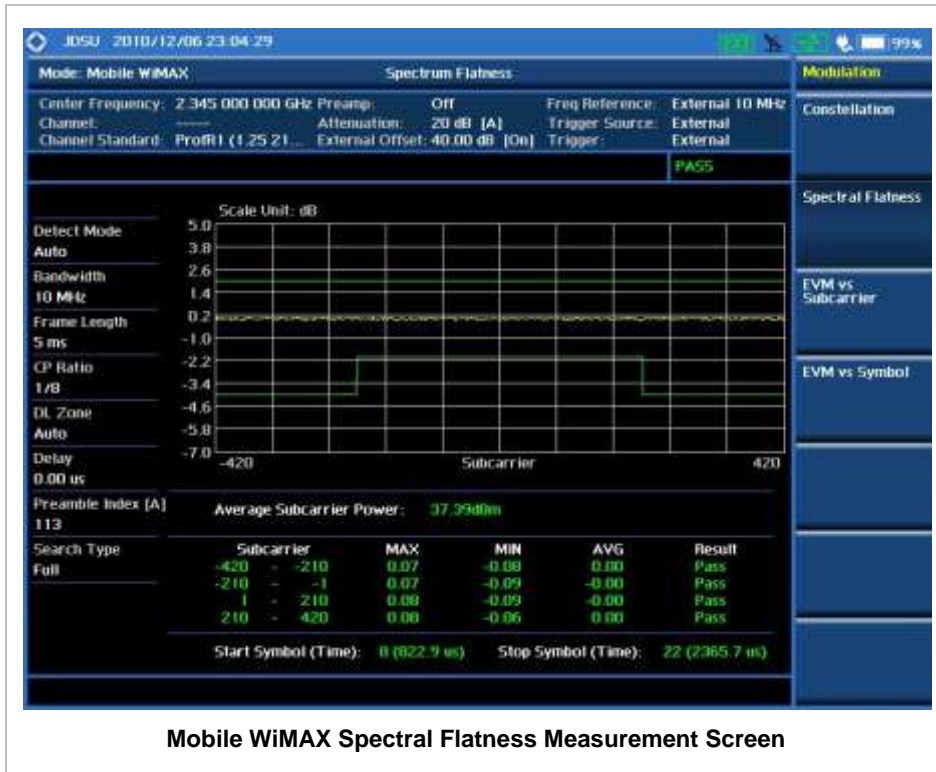 JDSU 2010/12/06 23:04:29
99%
Mode: Mobile WiMAX Spectrum Flatness
Modulation
Center Frequency: 2.345 000 000 GHz Preamp: Off Freq Reference: External 10 MHz
Channel: ----- Attenuation: 20 dB [A] Trigger Source: External
Channel Standard: ProfR1 (1.25 21... External Offset: 40.00 dB [On] Trigger: External
PASS
Constellation
Spectral Flatness
EVM vs
Subcarrier
EVM vs Symbol
Detect Mode
Auto
Bandwidth
10 MHz
Frame Length
5 ms
CP Ratio
1/8
DL Zone
Auto
Delay
0.00 us
Preamble Index [A]
113
Search Type
Full
Scale Unit: dB
5.0
3.8
2.6
1.4
0.2
-1.0
-2.2
-3.4
-4.6
-5.8
-7.0
-420 Subcarrier 420
Average Subcarrier Power: 37.39dBm
Subcarrier MAX MIN AVG Result
-420 - -210 0.07 -0.08 0.00 Pass
-210 - -1 0.07 -0.09 -0.00 Pass
1 - 210 0.08 -0.09 -0.00 Pass
210 - 420 0.08 -0.06 0.00 Pass
Start Symbol (Time): 8 (822.9 us) Stop Symbol (Time): 22 (2365.7 us)
Mobile WiMAX Spectral Flatness Measurement Screen